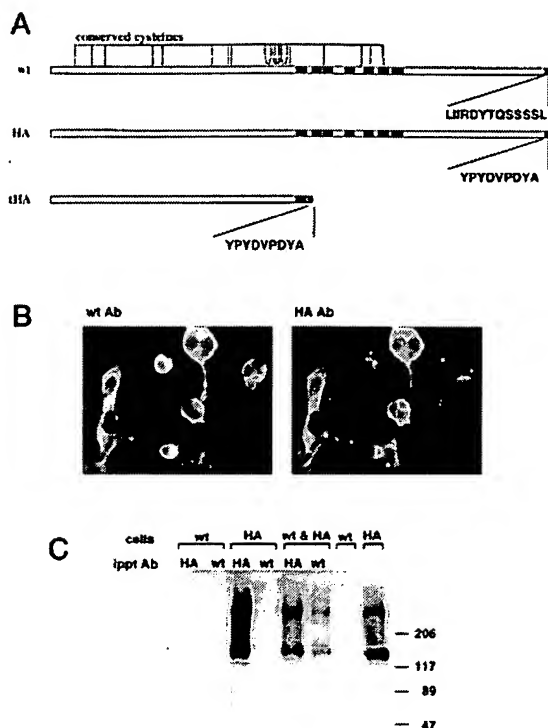 A
conserved cysteines
wt
LIIRDYTQSSSSL
HA
YPYDVPDYA
tHA
YPYDVPDYA
B
wt Ab
HA Ab
C
cells
wt
HA
wt & HA
wt
HA
Ippt Ab
HA wt HA wt HA wt
206
117
89
47